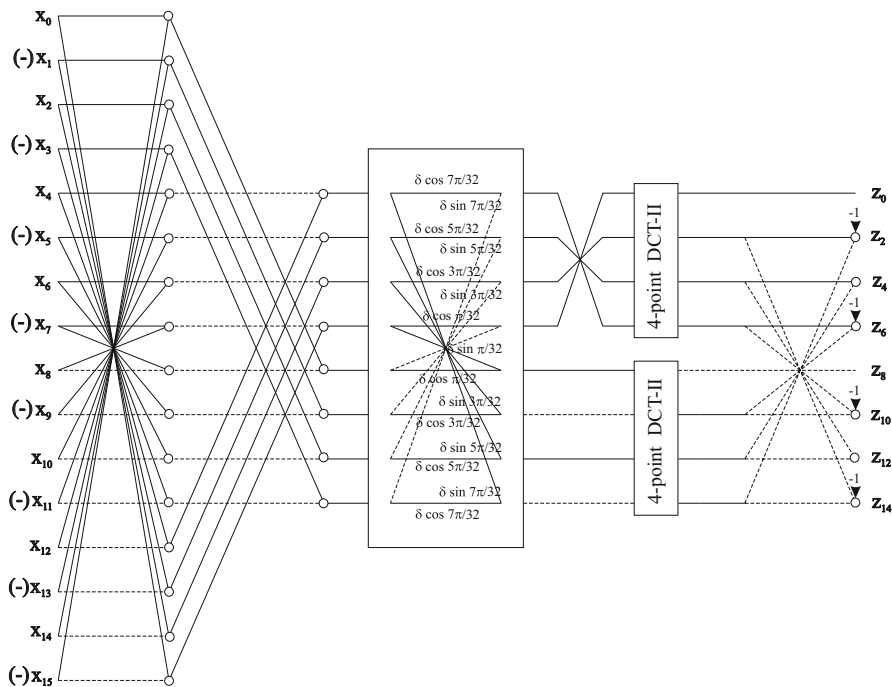 x₀
(-) x₁
x₂
(-) x₃
x₄
(-) x₅
x₆
(-) x₇
x₈
(-) x₉
x₁₀
(-) x₁₁
x₁₂
(-) x₁₃
x₁₄
(-) x₁₅
δ cos 7π/32
δ sin 7π/32
δ cos 5π/32
δ sin 5π/32
δ cos 3π/32
δ sin 3π/32
δ cos π/32
δ sin π/32
δ cos π/32
δ sin 3π/32
δ cos 3π/32
δ sin 5π/32
δ cos 5π/32
δ sin 7π/32
δ cos 7π/32
4-point DCT-II
4-point DCT-II
z₀
-1
z₂
z₄
-1
z₆
z₈
-1
z₁₀
z₁₂
-1
z₁₄